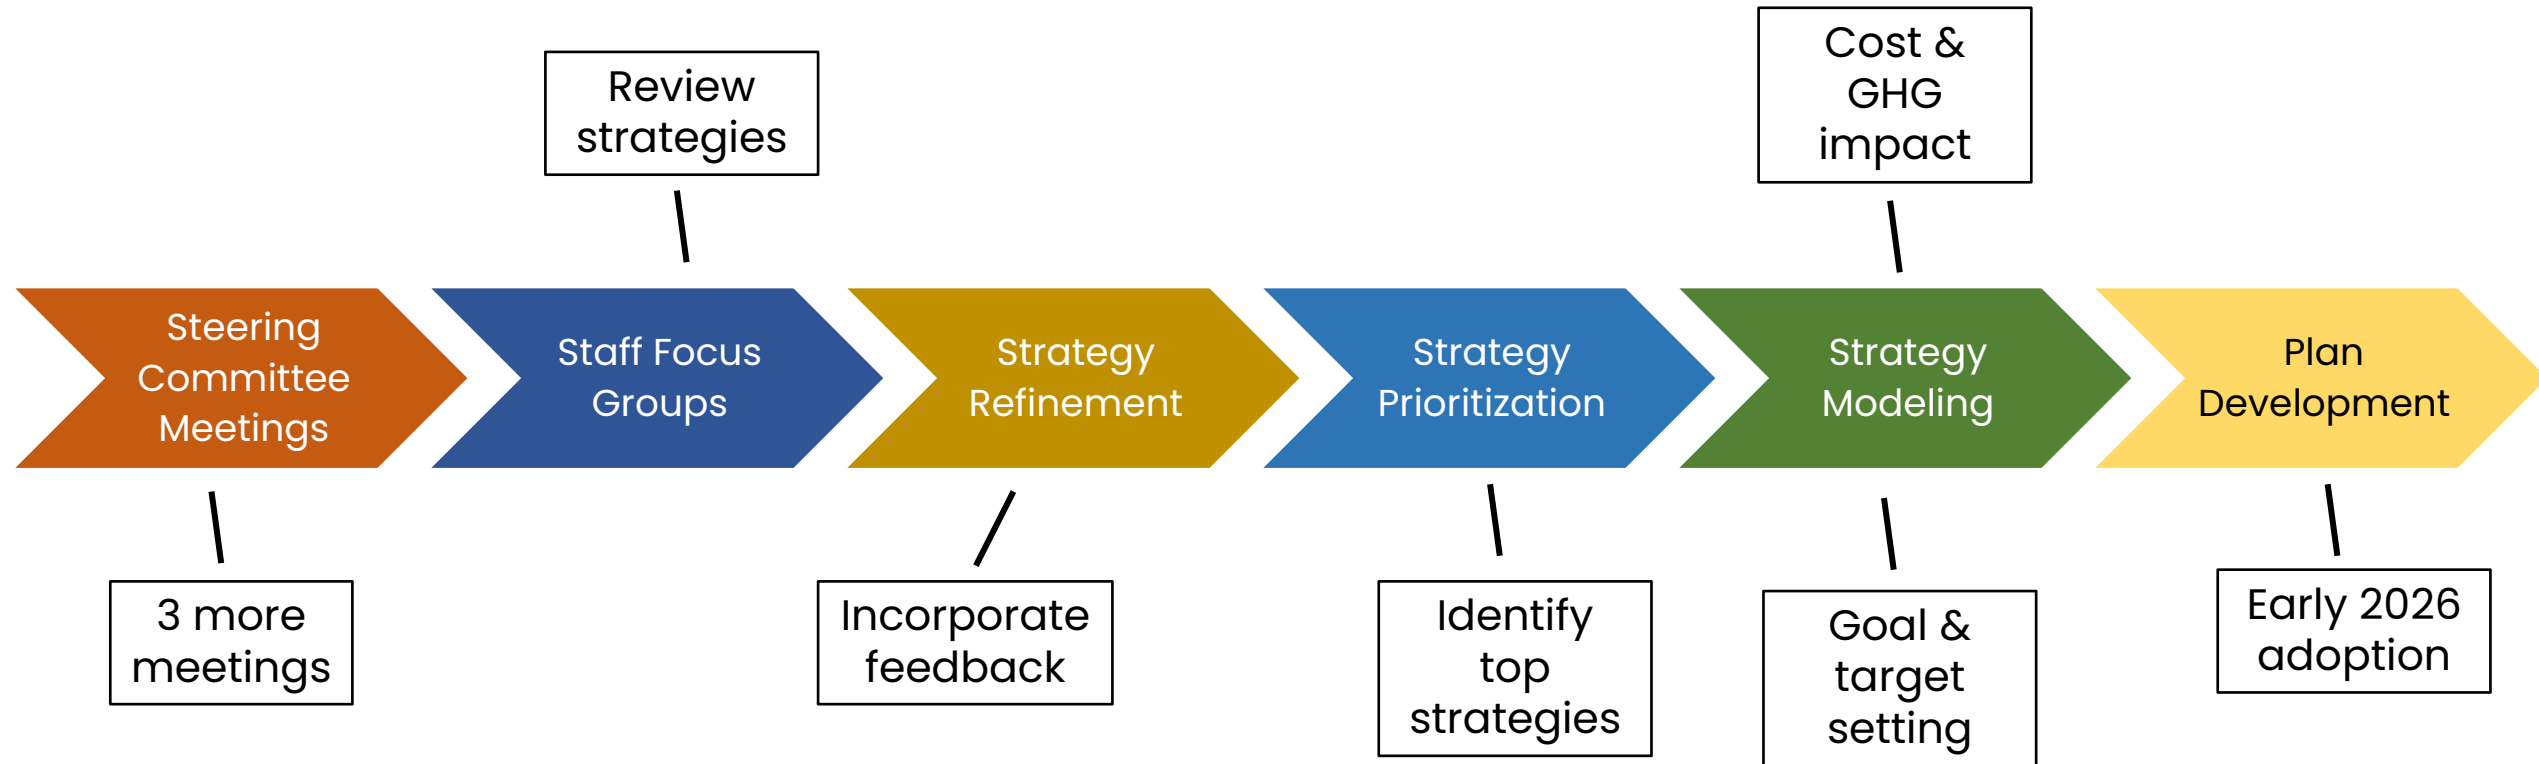 Review
strategies
Cost &
GHG
impact
Steering
Committee
Meetings
Staff Focus
Groups
Strategy
Refinement
Strategy
Prioritization
Strategy
Modeling
Plan
Development
3 more
meetings
Incorporate
feedback
Identify
top
strategies
Goal &
target
setting
Early 2026
adoption